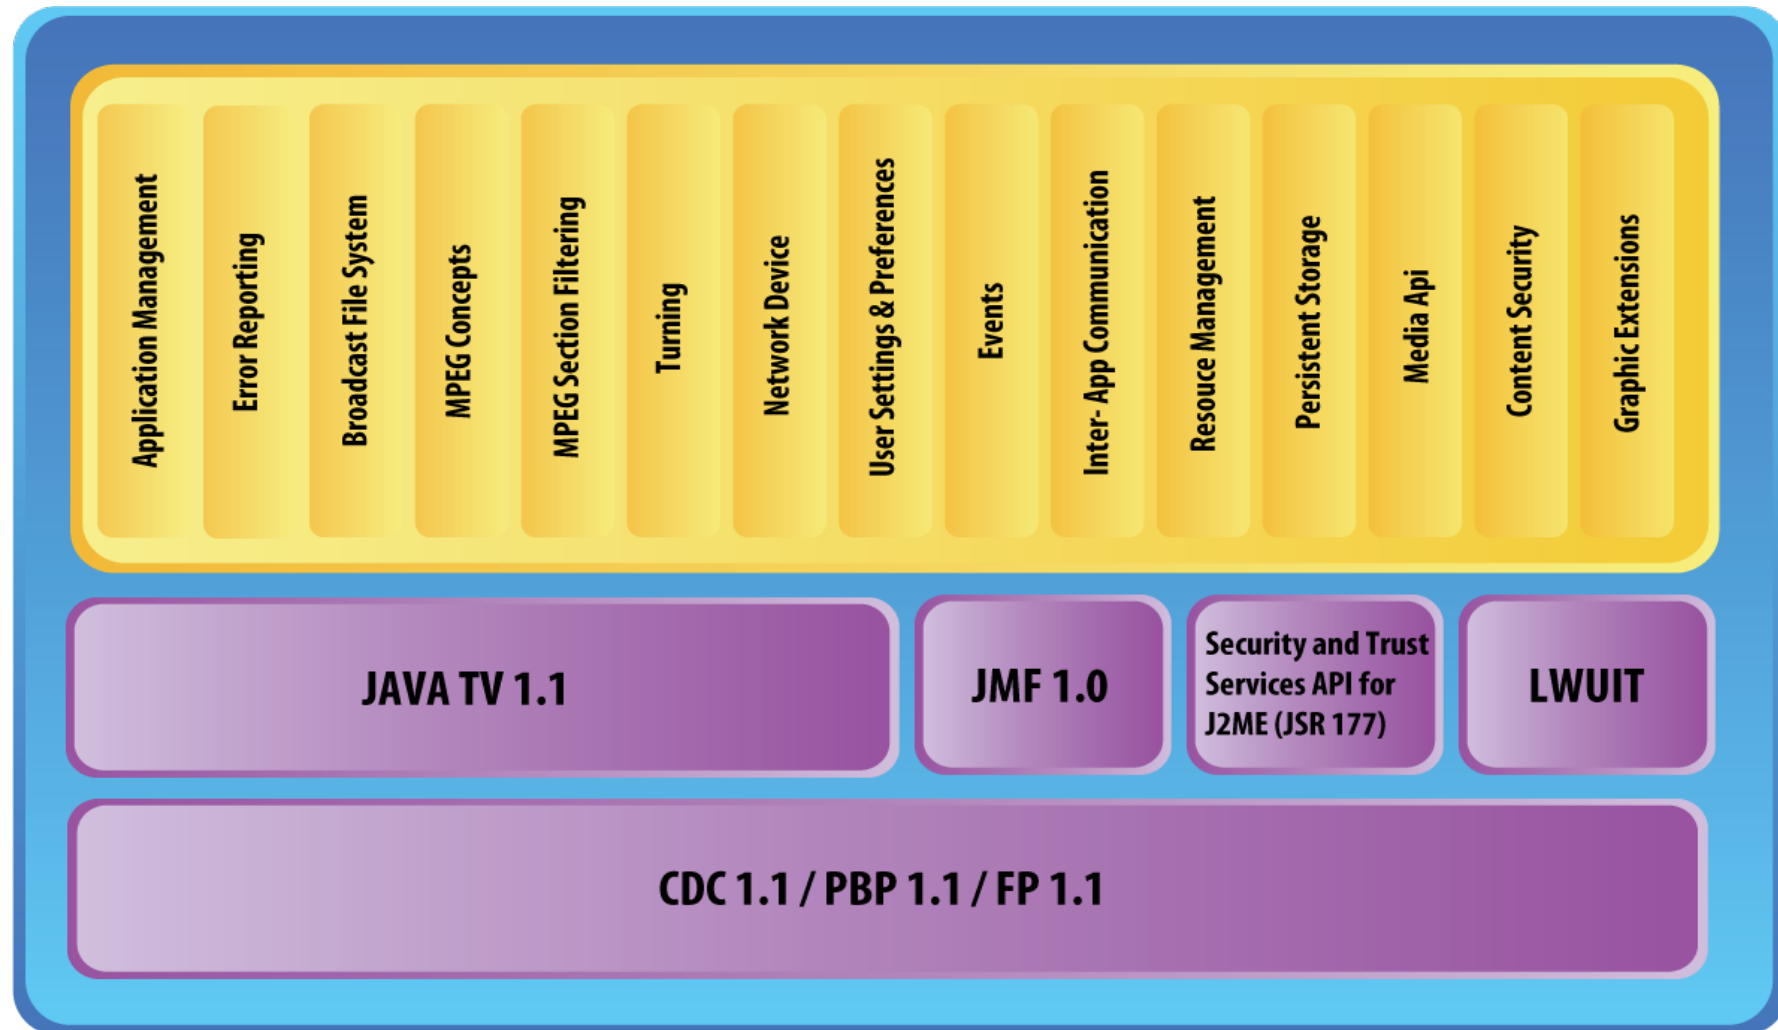 Application Management
Error Reporting
Broadcast File System
MPEG Concepts
MPEG Section Filtering
Turning
Network Device
User Settings & Preferences
Events
Inter- App Communication
Resouce Management
Persistent Storage
Media Api
Content Security
Graphic Extensions
JAVA TV 1.1
JMF 1.0
Security and Trust
Services API for
J2ME (JSR 177)
LWUIT
CDC 1.1 / PBP 1.1 / FP 1.1